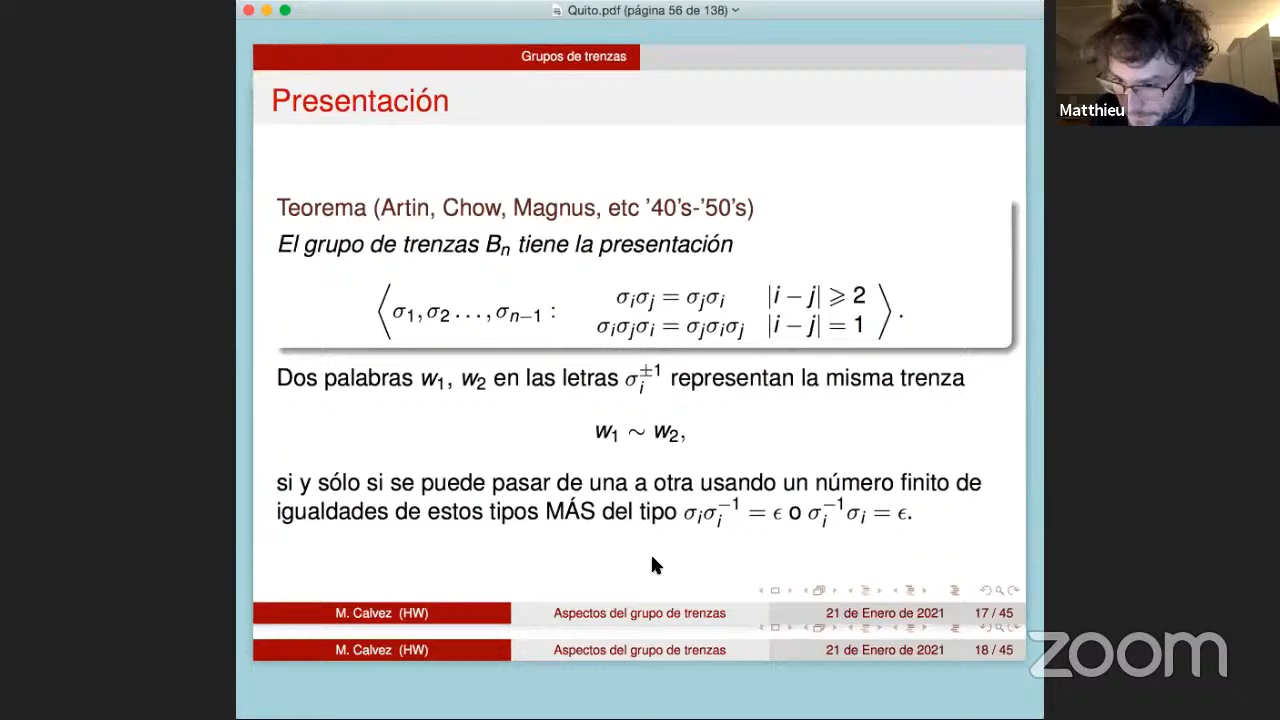 Quito.pdf (página 56 de 138)
Grupos de trenzas
Presentación
Matthieu
Teorema (Artin, Chow, Magnus, etc '40's-'50's)
El grupo de trenzas Bₙ tiene la presentación
⟨ σ₁, σ₂ …, σₙ₋₁ : σᵢσⱼ = σⱼσᵢ |i − j| ⩾ 2
σᵢσⱼσᵢ = σⱼσᵢσⱼ |i − j| = 1 ⟩.
Dos palabras w₁, w₂ en las letras σᵢ^{±1} representan la misma trenza
w₁ ∼ w₂,
si y sólo si se puede pasar de una a otra usando un número finito de
igualdades de estos tipos MÁS del tipo σᵢσᵢ⁻¹ = ϵ o σᵢ⁻¹σᵢ = ϵ.
M. Calvez (HW) Aspectos del grupo de trenzas 21 de Enero de 2021 17 / 45
M. Calvez (HW) Aspectos del grupo de trenzas 21 de Enero de 2021 18 / 45
zoom